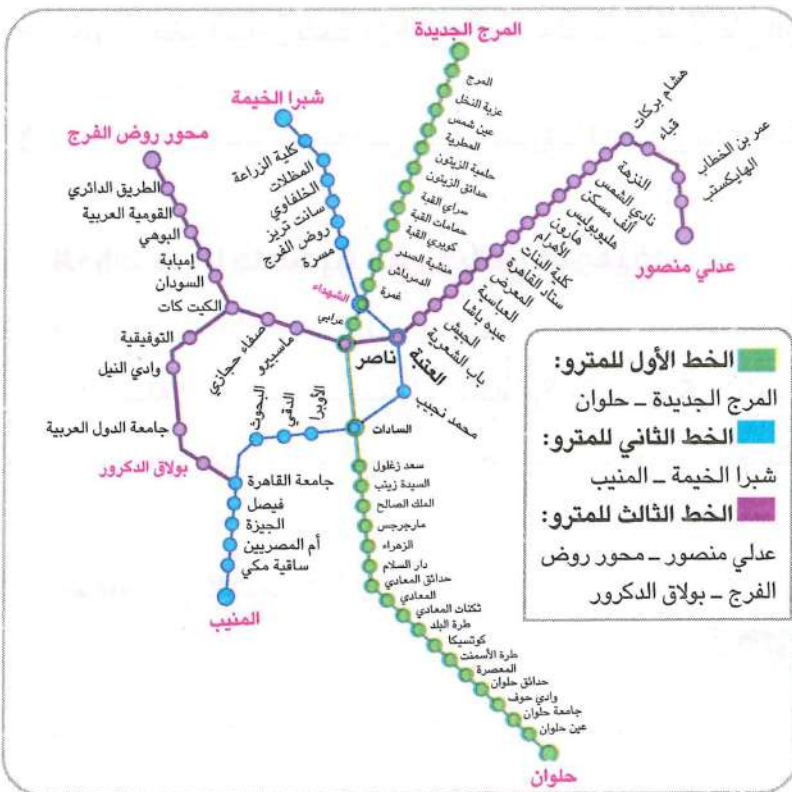 المرج الجديدة
المرج
عزبة النخل
عين شمس
المطرية
حلمية الزيتون
حدائق الزيتون
سراي القبة
حمامات القبة
كوبري القبة
منشية الصدر
الدمرداش
غمرة
الشهداء
عرابي
ناصر
السادات
سعد زغلول
السيدة زينب
الملك الصالح
مارجرجس
الزهراء
دار السلام
حدائق المعادي
المعادي
ثكنات المعادي
طرة البلد
كوتسيكا
طرة الأسمنت
المعصرة
حدائق حلوان
وادي حوف
جامعة حلوان
عين حلوان
حلوان
شبرا الخيمة
كلية الزراعة
المظلات
الخلفاوي
سانت تريز
روض الفرج
مسرة
العتبة
محمد نجيب
الأوبرا
الدقي
البحوث
جامعة القاهرة
فيصل
الجيزة
أم المصريين
ساقية مكي
المنيب
عدلي منصور
الهايكستب
عمر بن الخطاب
قباء
هشام بركات
النزهة
نادي الشمس
ألف مسكن
هليوبوليس
هارون
الأهرام
كلية البنات
ستاد القاهرة
المعرض
العباسية
عبده باشا
الجيش
باب الشعرية
ماسبيرو
صفاء حجازي
الكيت كات
السودان
إمبابة
البوهي
القومية العربية
الطريق الدائري
محور روض الفرج
التوفيقية
وادي النيل
جامعة الدول العربية
بولاق الدكرور
الخط الأول للمترو:
المرج الجديدة – حلوان
الخط الثاني للمترو:
شبرا الخيمة – المنيب
الخط الثالث للمترو:
عدلي منصور – محور روض
الفرج – بولاق الدكرور